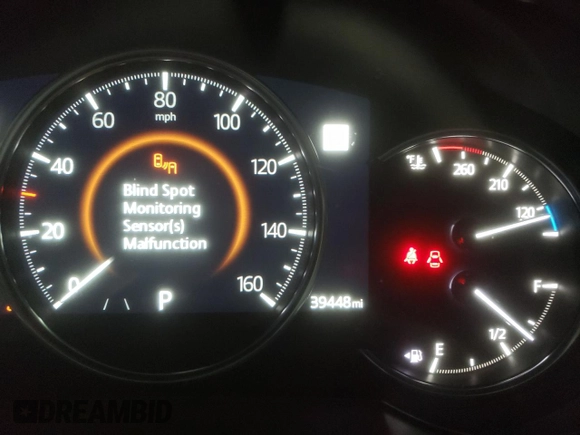 80
mph
60
100
40
120
20
140
0
160
Blind Spot
Monitoring
Sensor(s)
Malfunction
P
39448 mi
260
210
120
F
1/2
E
DREAMBID